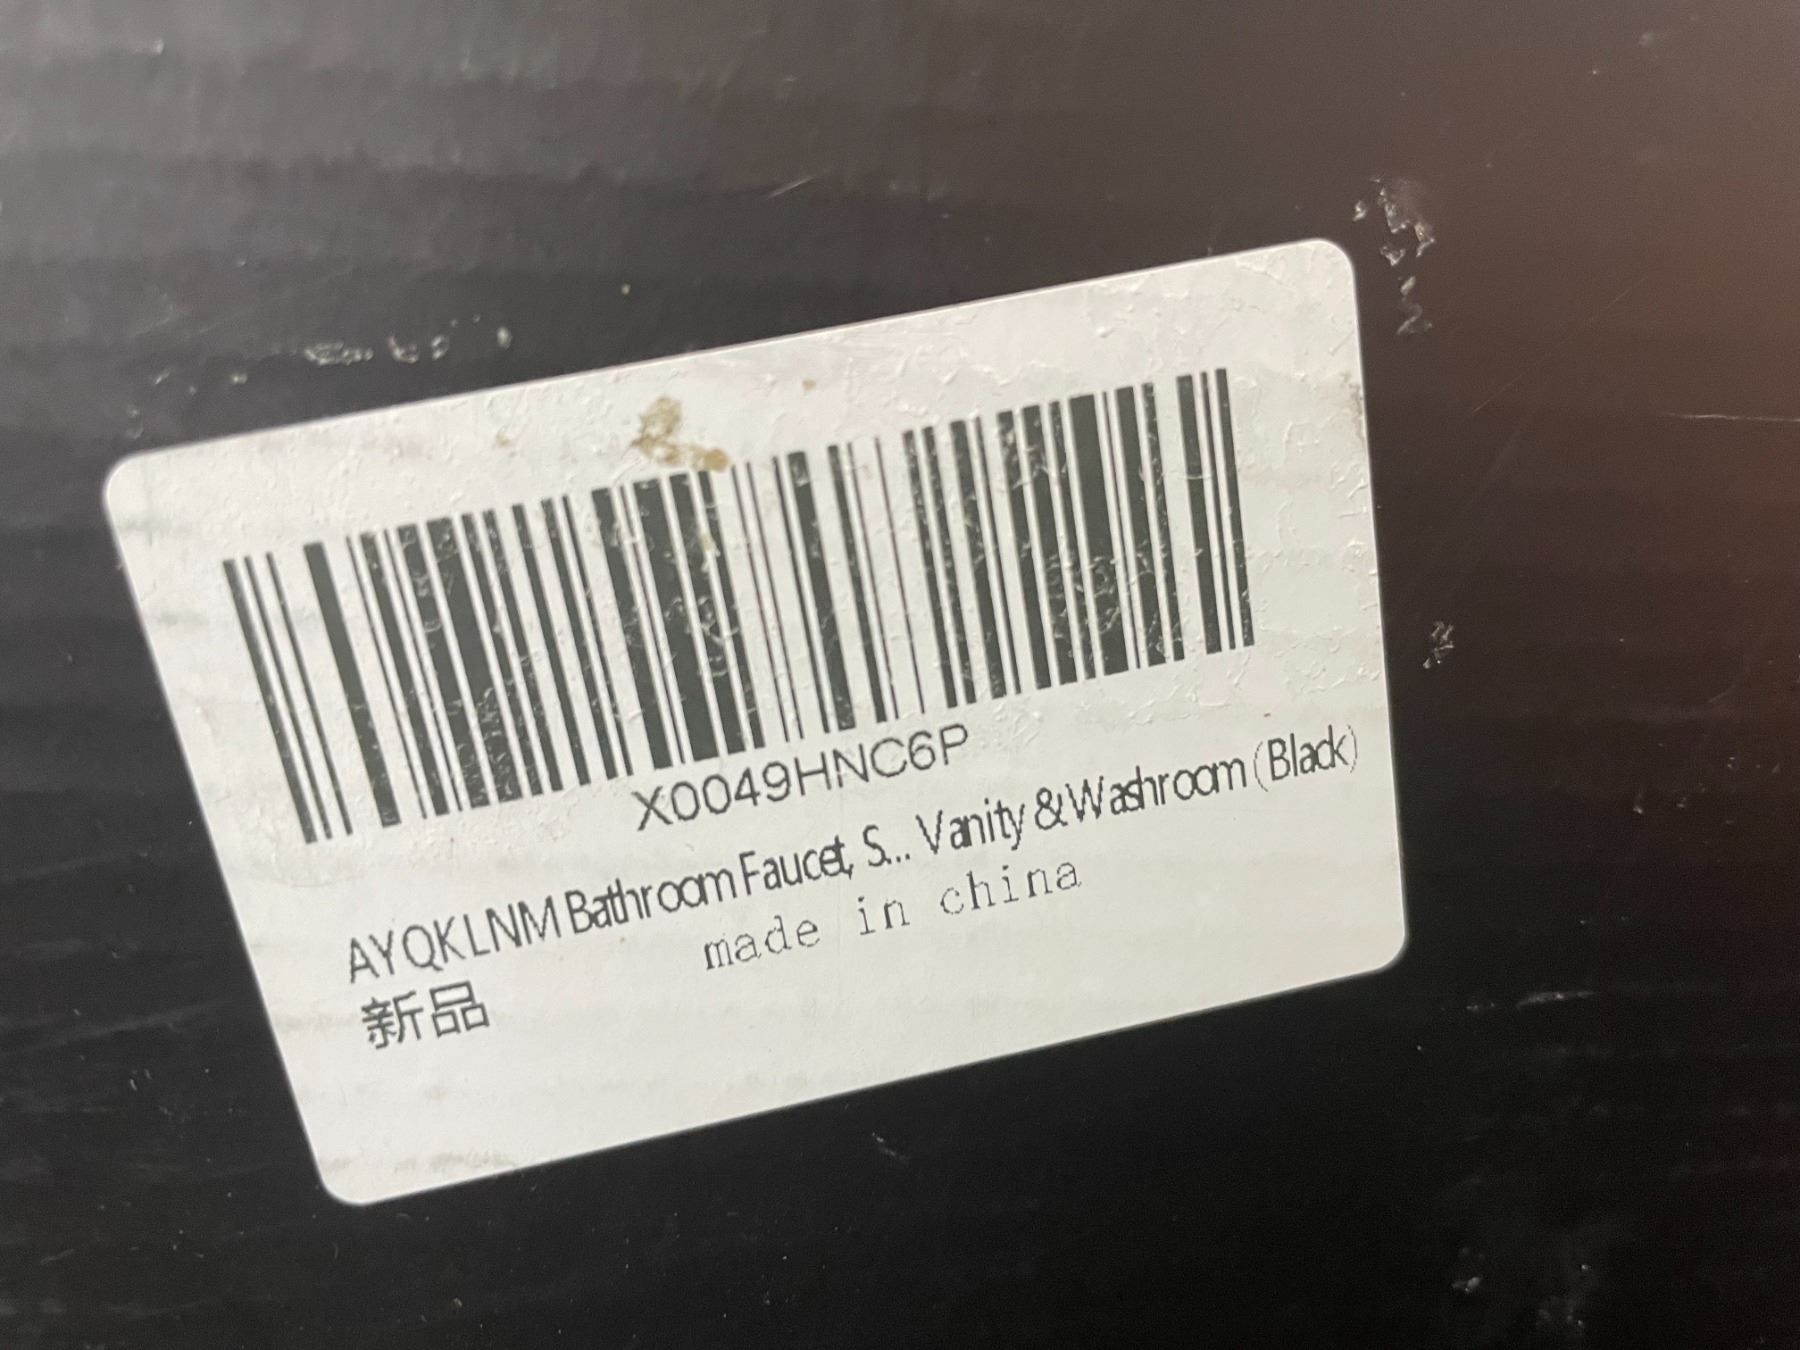 X0049HNC6P
AYQKLNM Bathroom Faucet, S... Vanity & Washroom (Black)
新品
made in china